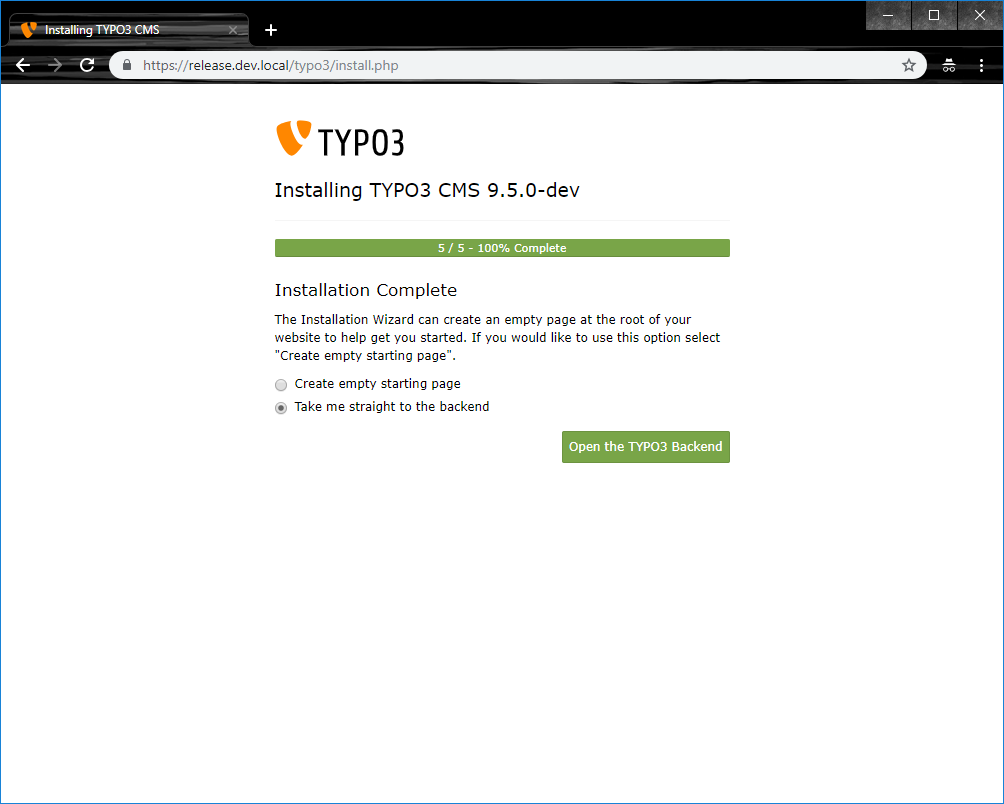 Installing TYPO3 CMS
https://release.dev.local/typo3/install.php
TYPO3
Installing TYPO3 CMS 9.5.0-dev
5 / 5 - 100% Complete
Installation Complete
The Installation Wizard can create an empty page at the root of your
website to help get you started. If you would like to use this option select
"Create empty starting page".
Create empty starting page
Take me straight to the backend
Open the TYPO3 Backend